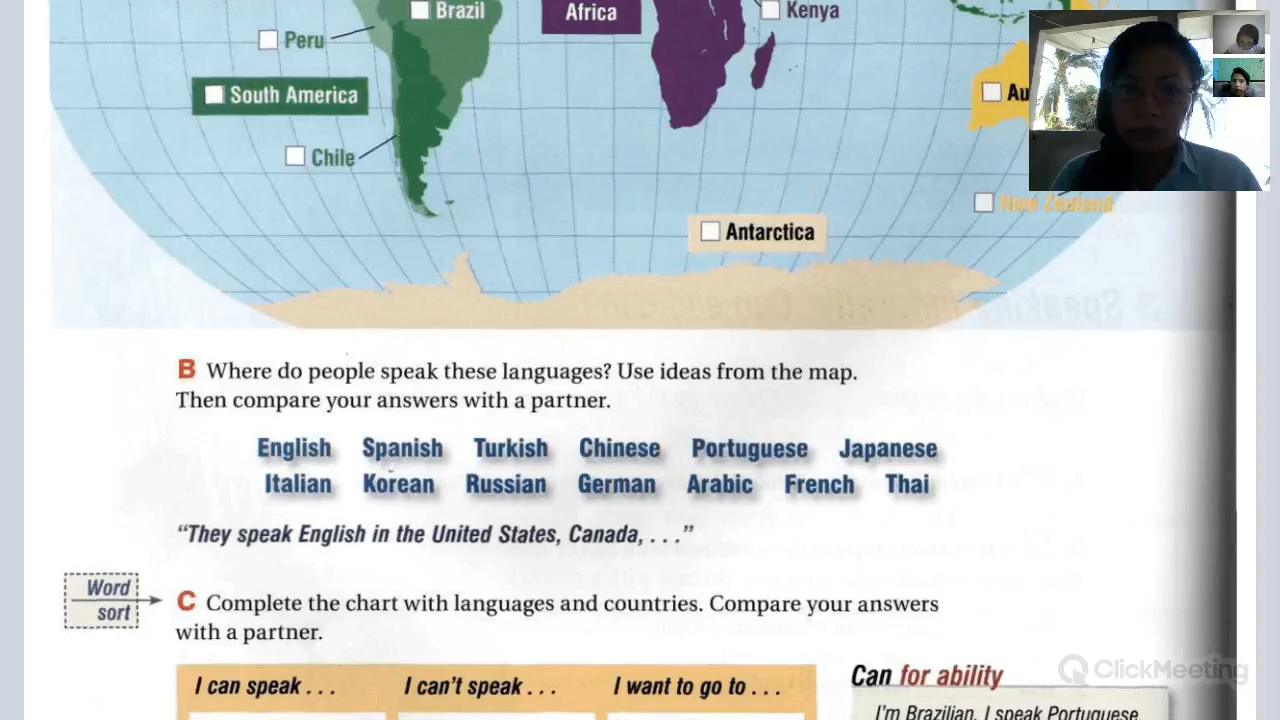 Brazil
Africa
Kenya
Peru
South America
Au
Chile
New Zealand
Antarctica
B Where do people speak these languages? Use ideas from the map.
Then compare your answers with a partner.
English Spanish Turkish Chinese Portuguese Japanese
Italian Korean Russian German Arabic French Thai
“They speak English in the United States, Canada, . . .”
Word
sort
C Complete the chart with languages and countries. Compare your answers
with a partner.
I can speak . . . I can't speak . . . I want to go to . . .
Can for ability
I'm Brazilian. I speak Portuguese
ClickMeeting